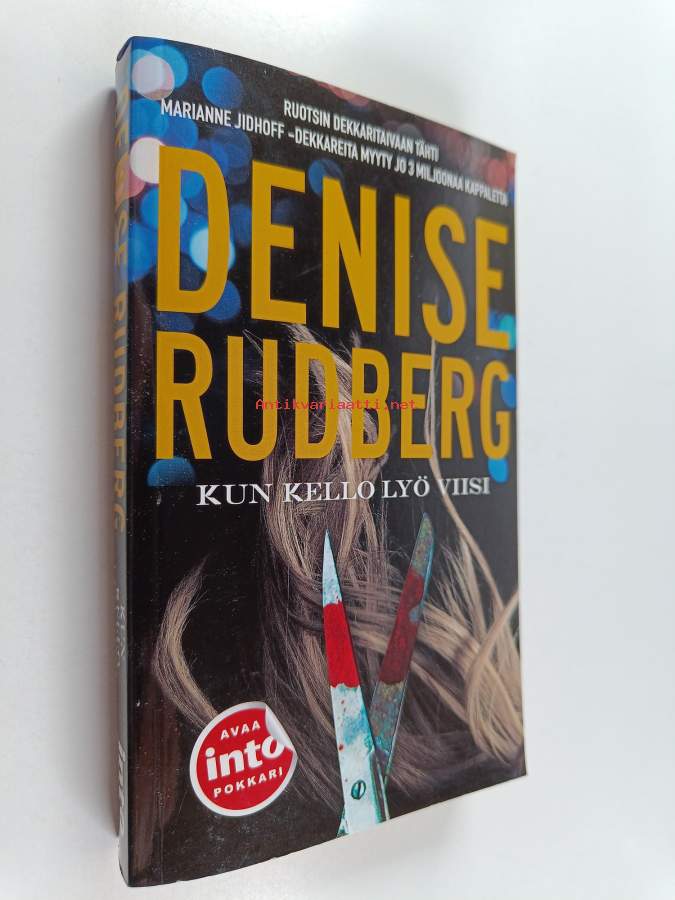 RUOTSIN DEKKARITAIVAAN TÄHTI
MARIANNE JIDHOFF -DEKKAREITA MYYTY JO 3 MILJOONAA KAPPALETTA
DENISE
RUDBERG
Antikvariaatti.net
KUN KELLO LYÖ VIISI
AVAA
into
POKKARI
DENISE RUDBERG
into